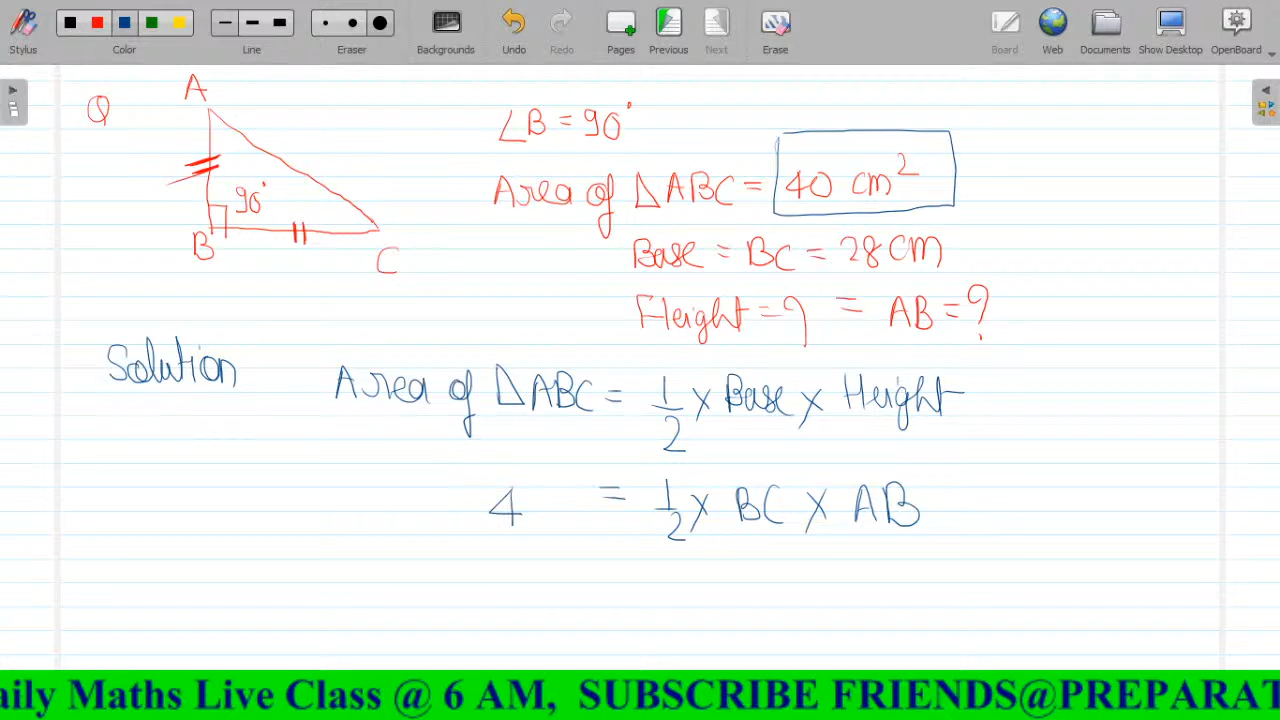 Stylus Color Line Eraser Backgrounds Undo Redo Pages Previous Next Erase Board Web Documents Show Desktop OpenBoard
Q
A
90°
B
C
∠B = 90°
Area of △ABC = 40 cm²
Base = BC = 28 CM
Height = ? = AB = ?
Solution
Area of △ABC = 1/2 × Base × Height
4 = 1/2 × BC × AB
aily Maths Live Class @ 6 AM, SUBSCRIBE FRIENDS@PREPARAT